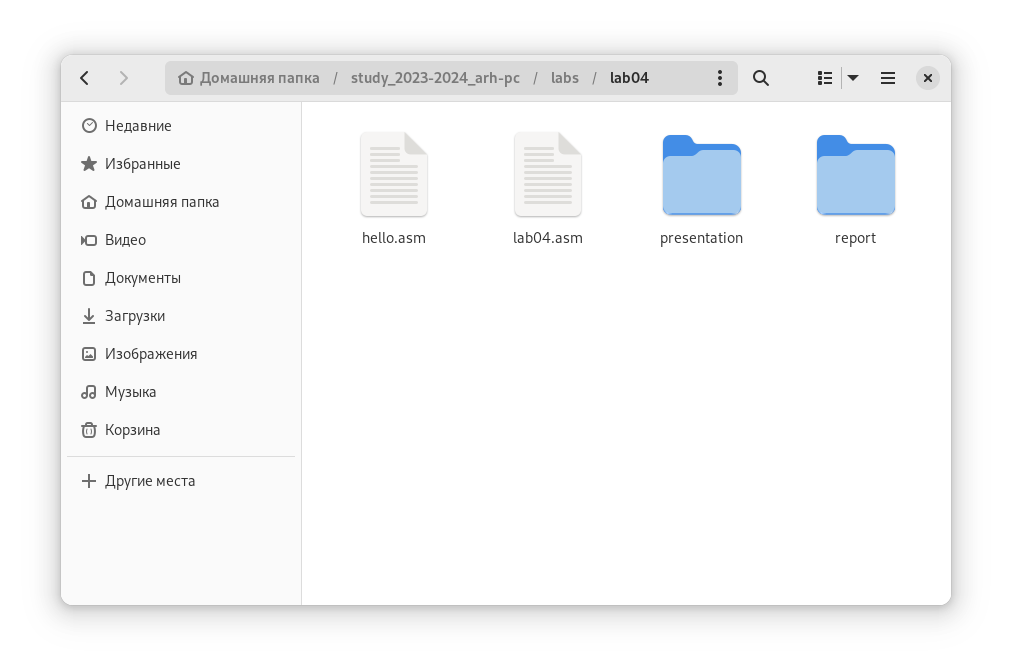 Домашняя папка / study_2023-2024_arh-pc / labs / lab04
Недавние
Избранные
Домашняя папка
Видео
Документы
Загрузки
Изображения
Музыка
Корзина
Другие места
hello.asm
lab04.asm
presentation
report